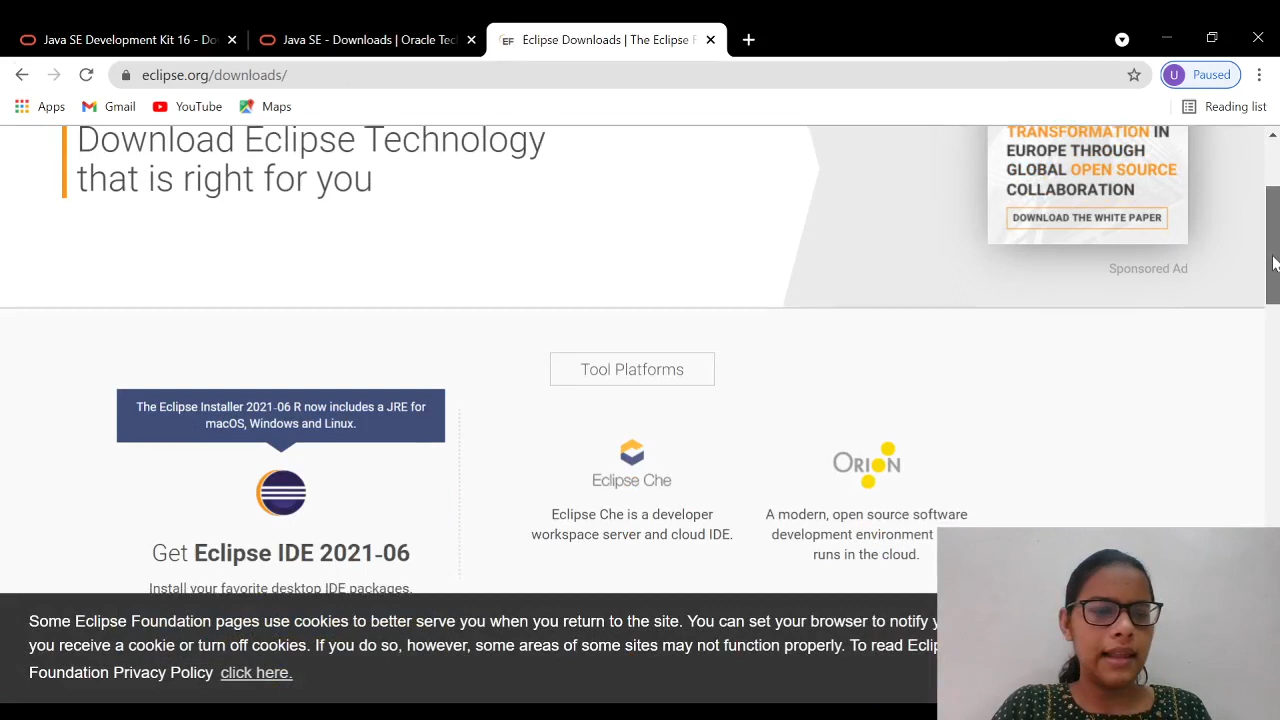 Java SE Development Kit 16 - Do
Java SE - Downloads | Oracle Tec
EF Eclipse Downloads | The Eclipse F
eclipse.org/downloads/
U Paused
Apps
Gmail
YouTube
Maps
Reading list
Download Eclipse Technology
that is right for you
TRANSFORMATION IN
EUROPE THROUGH
GLOBAL OPEN SOURCE
COLLABORATION
DOWNLOAD THE WHITE PAPER
Sponsored Ad
Tool Platforms
The Eclipse Installer 2021-06 R now includes a JRE for
macOS, Windows and Linux.
Get Eclipse IDE 2021-06
Install your favorite desktop IDE packages.
Eclipse Che
Eclipse Che is a developer
workspace server and cloud IDE.
ORION
A modern, open source software
development environment
runs in the cloud.
Some Eclipse Foundation pages use cookies to better serve you when you return to the site. You can set your browser to notify y
you receive a cookie or turn off cookies. If you do so, however, some areas of some sites may not function properly. To read Eclip
Foundation Privacy Policy click here.